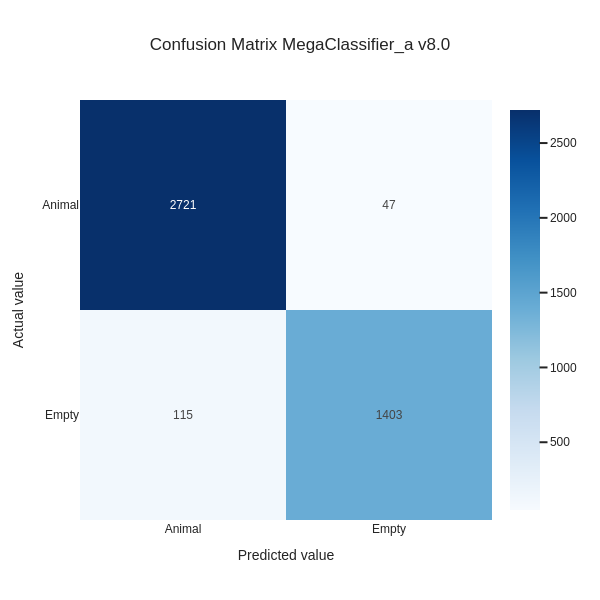 Confusion Matrix MegaClassifier_a v8.0
Actual value
Animal
2721
47
Empty
115
1403
Animal
Empty
Predicted value
2500
2000
1500
1000
500